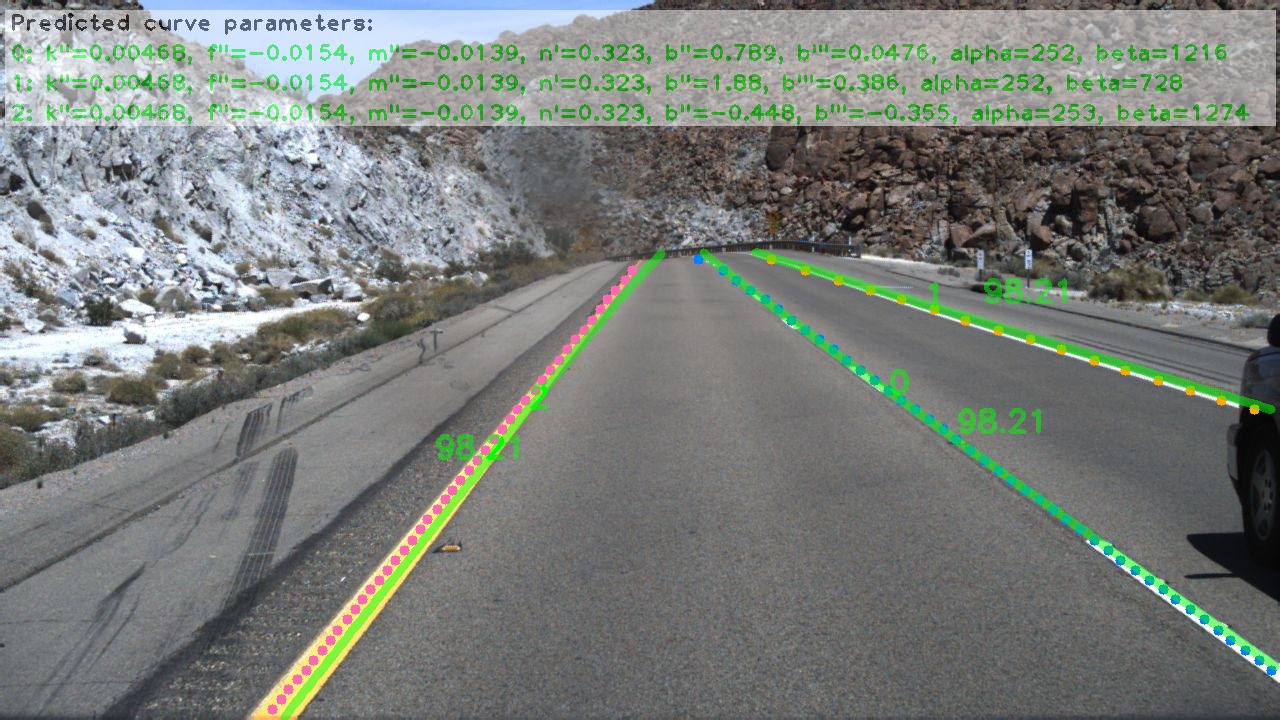 Predicted curve parameters:
0: k''=0.00468, f''=-0.0154, m''=-0.0139, n'=0.323, b''=0.789, b'''=0.0476, alpha=252, beta=1216
1: k''=0.00468, f''=-0.0154, m''=-0.0139, n'=0.323, b''=1.88, b'''=0.386, alpha=252, beta=728
2: k''=0.00468, f''=-0.0154, m''=-0.0139, n'=0.323, b''=-0.448, b'''=-0.355, alpha=253, beta=1274
1 98.21
0
98.21
2
98.21